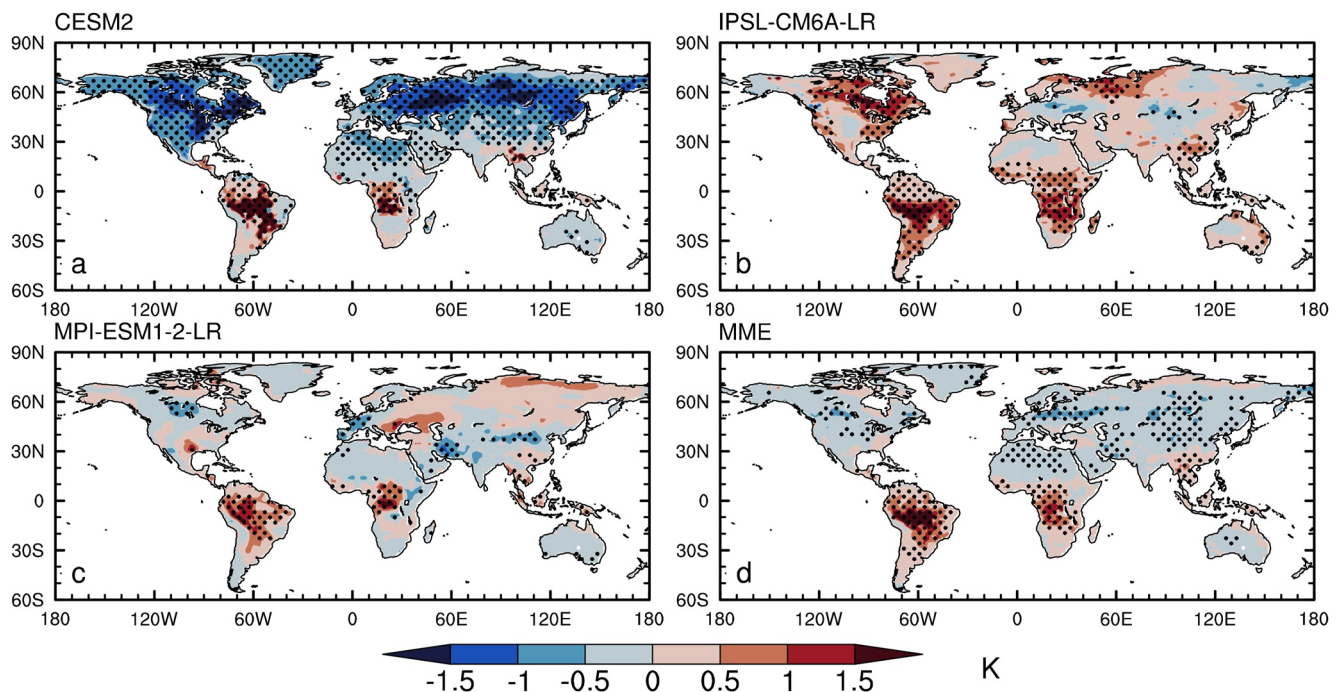 CESM2
IPSL-CM6A-LR
90N
60N
30N
0
30S
60S
a
180 120W 60W 0 60E 120E 180
90N
60N
30N
0
30S
60S
b
180 120W 60W 0 60E 120E 180
MPI-ESM1-2-LR
MME
90N
60N
30N
0
30S
60S
c
180 120W 60W 0 60E 120E 180
90N
60N
30N
0
30S
60S
d
180 120W 60W 0 60E 120E 180
-1.5 -1 -0.5 0 0.5 1 1.5
K